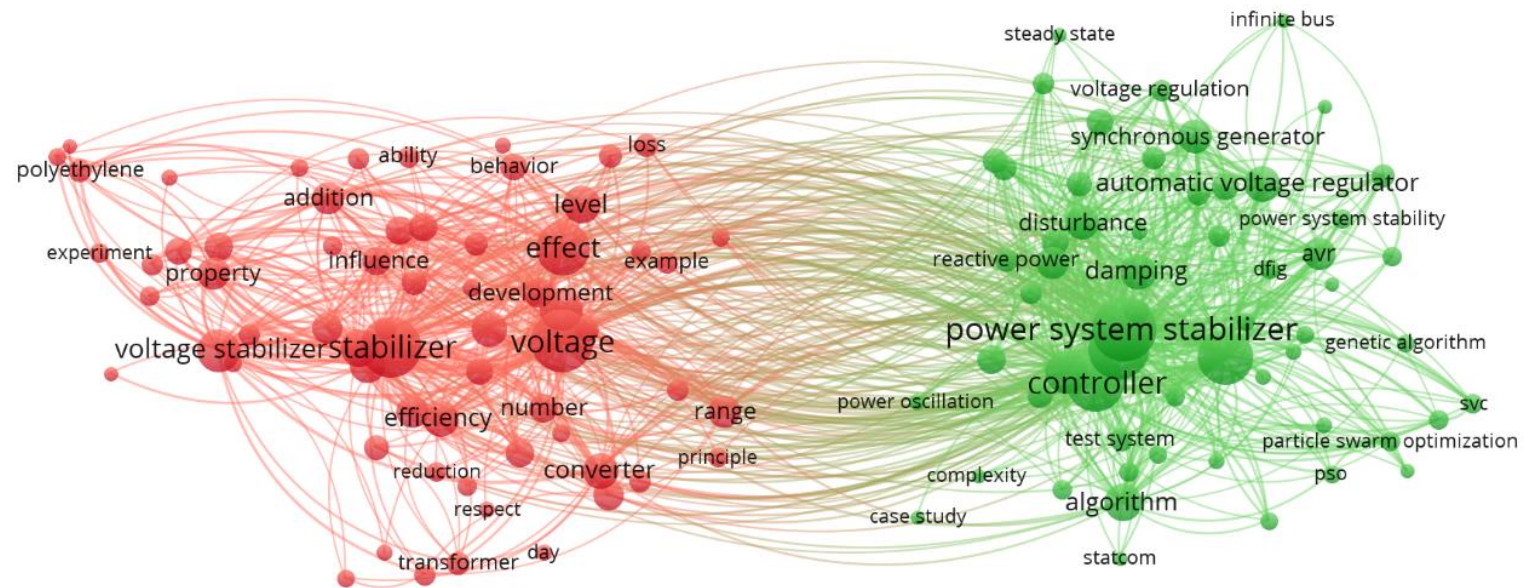 infinite bus
steady state
voltage regulation
synchronous generator
loss
ability
behavior
polyethylene
automatic voltage regulator
addition
level
power system stability
disturbance
effect
experiment
avr
influence
example
reactive power
dfig
damping
property
development
power system stabilizer
voltage
genetic algorithm
voltage stabilizer
stabilizer
controller
power oscillation
svc
number
range
efficiency
test system
particle swarm optimization
principle
converter
reduction
complexity
pso
algorithm
respect
case study
day
statcom
transformer